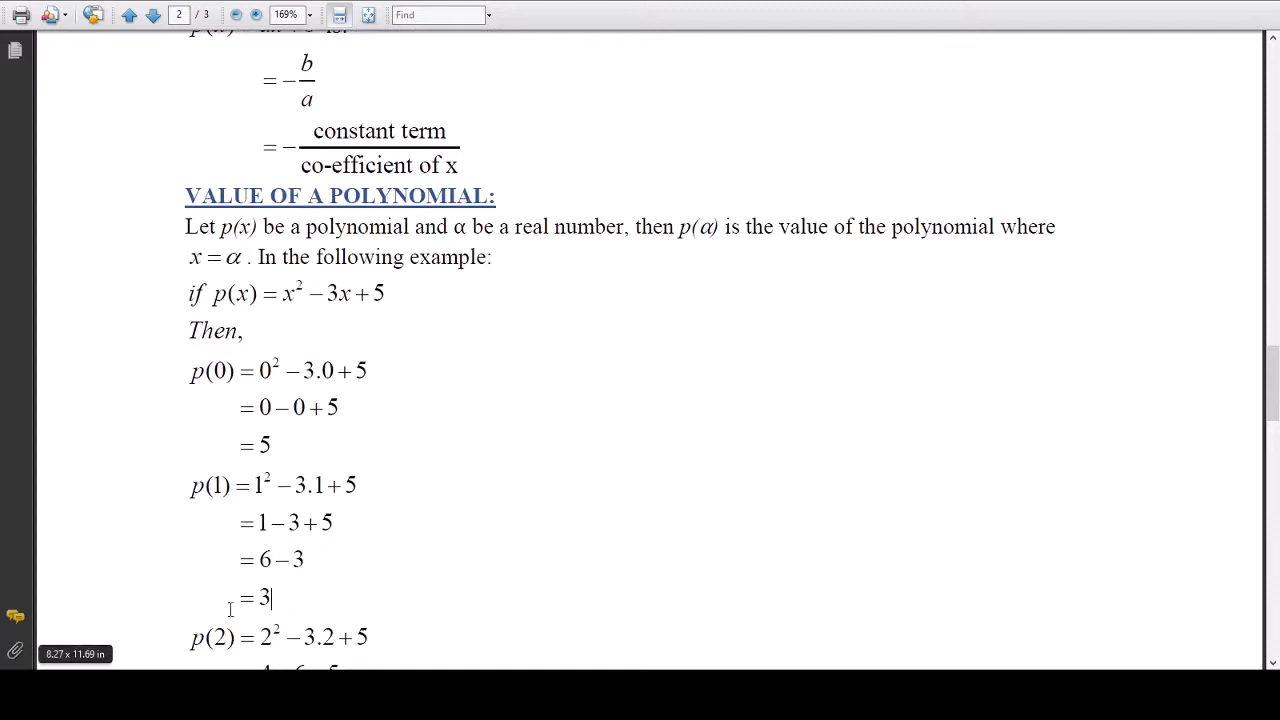 2 / 3 169% Find
= − b/a
= − constant term / co-efficient of x
VALUE OF A POLYNOMIAL:
Let p(x) be a polynomial and α be a real number, then p(α) is the value of the polynomial where
x = α . In the following example:
if p(x) = x² − 3x + 5
Then,
p(0) = 0² − 3.0 + 5
= 0 − 0 + 5
= 5
p(1) = 1² − 3.1 + 5
= 1 − 3 + 5
= 6 − 3
= 3
p(2) = 2² − 3.2 + 5
8.27 x 11.69 in